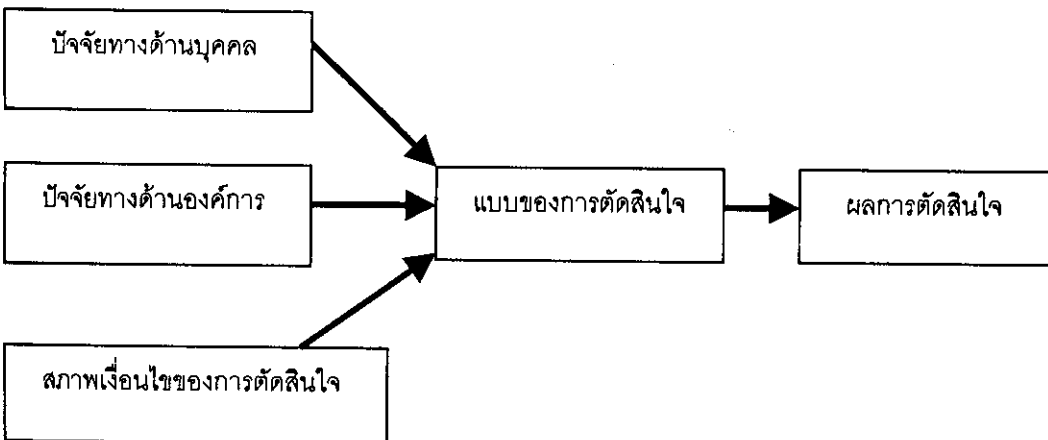 ปัจจัยทางด้านบุคคล
ปัจจัยทางด้านองค์การ
แบบของการตัดสินใจ
ผลการตัดสินใจ
สภาพเงื่อนไขของการตัดสินใจ